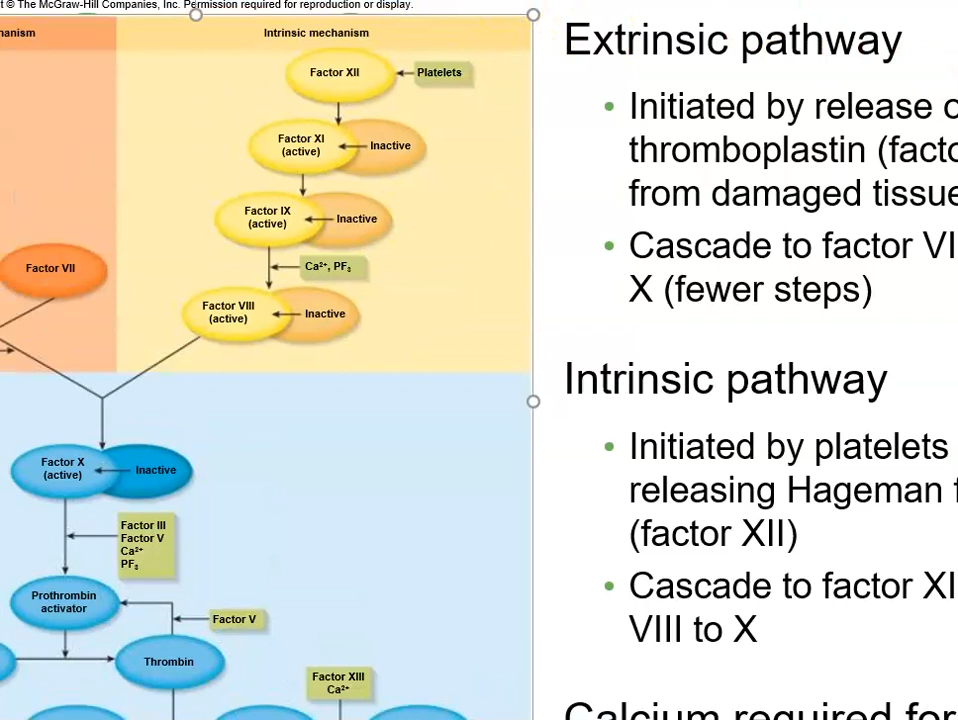 t © The McGraw-Hill Companies, Inc. Permission required for reproduction or display.
hanism
Intrinsic mechanism
Factor XII
Platelets
Factor XI
(active)
Inactive
Factor IX
(active)
Inactive
Factor VII
Ca²⁺, PF₃
Factor VIII
(active)
Inactive
Factor X
(active)
Inactive
Factor III
Factor V
Ca²⁺
PF₃
Prothrombin
activator
Factor V
Thrombin
Factor XIII
Ca²⁺
Extrinsic pathway
• Initiated by release o
thromboplastin (facto
from damaged tissue
• Cascade to factor VI
X (fewer steps)
Intrinsic pathway
• Initiated by platelets
releasing Hageman f
(factor XII)
• Cascade to factor XI
VIII to X
Calcium required for